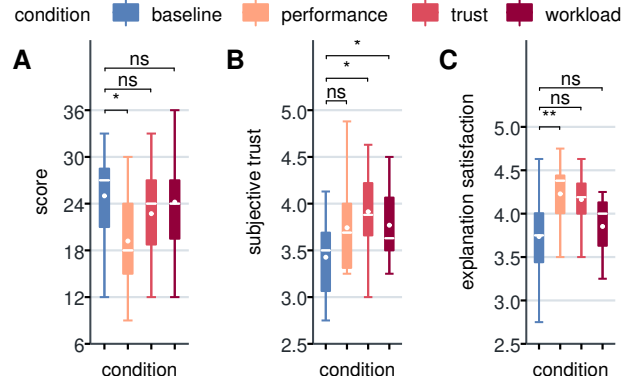 condition baseline performance trust workload
A
ns
ns
*
36
30
24
18
12
6
score
condition
B
*
*
ns
5.0
4.5
4.0
3.5
3.0
2.5
subjective trust
condition
C
ns
ns
**
5.0
4.5
4.0
3.5
3.0
2.5
explanation satisfaction
condition